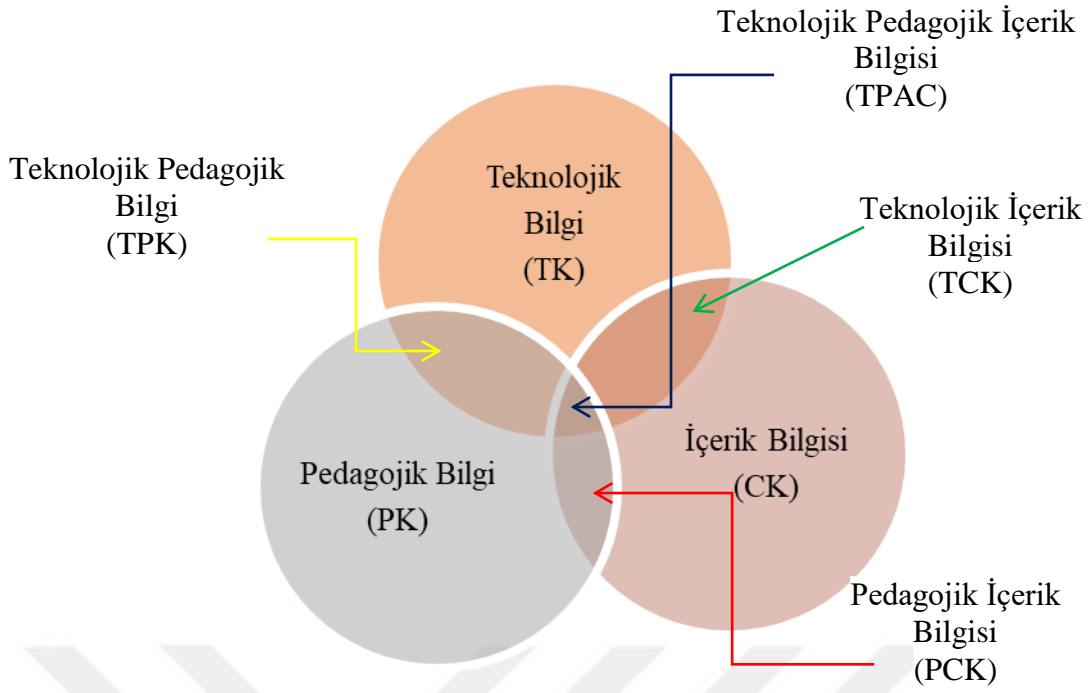 Teknolojik Pedagojik İçerik
Bilgisi
(TPAC)
Teknolojik Pedagojik
Bilgi
(TPK)
Teknolojik
Bilgi
(TK)
Teknolojik İçerik
Bilgisi
(TCK)
Pedagojik Bilgi
(PK)
İçerik Bilgisi
(CK)
Pedagojik İçerik
Bilgisi
(PCK)